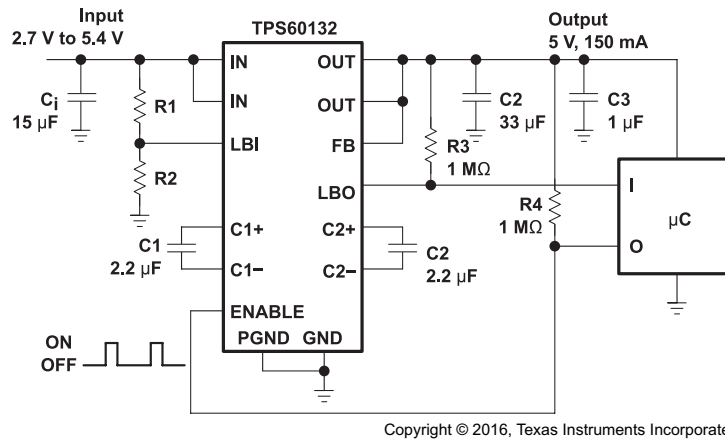 Input
2.7 V to 5.4 V
TPS60132
Output
5 V, 150 mA
IN
OUT
Ci
15 µF
R1
IN
OUT
C2
33 µF
C3
1 µF
LBI
FB
R3
1 MΩ
R2
LBO
R4
1 MΩ
I
µC
O
C1
2.2 µF
C1+
C1–
C2+
C2–
C2
2.2 µF
ENABLE
ON
OFF
PGND
GND
Copyright © 2016, Texas Instruments Incorporate